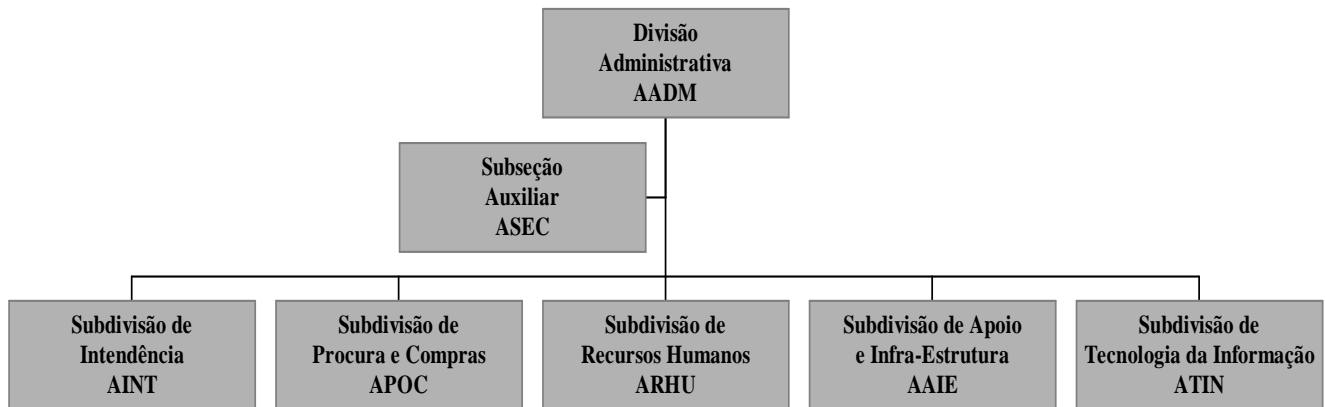 Divisão
Administrativa
AADM
Subseção
Auxiliar
ASEC
Subdivisão de
Intendência
AINT
Subdivisão de
Procura e Compras
APOC
Subdivisão de
Recursos Humanos
ARHU
Subdivisão de Apoio
e Infra-Estrutura
AAIE
Subdivisão de
Tecnologia da Informação
ATIN